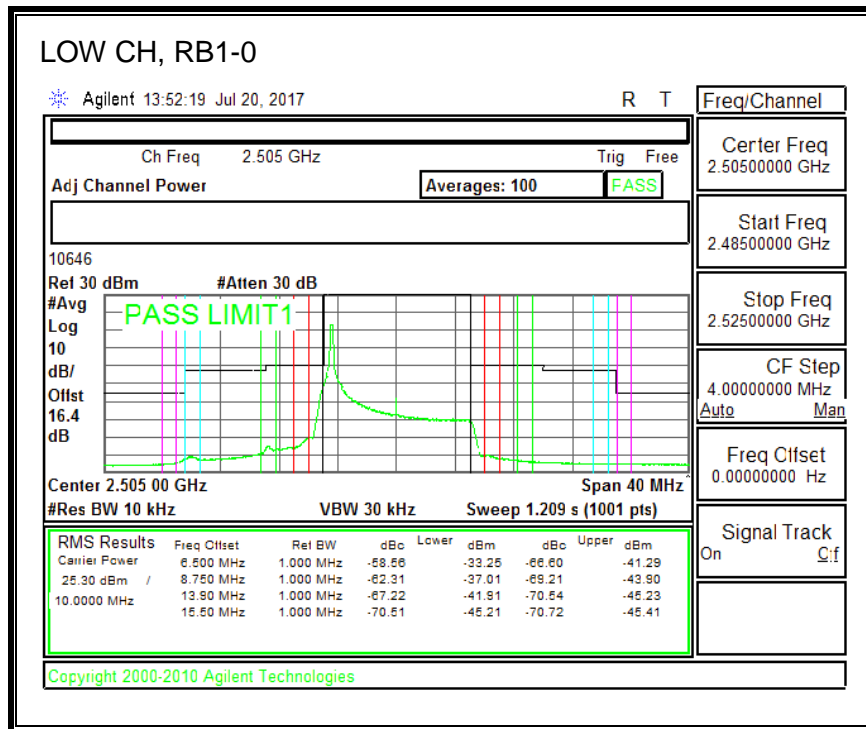 LOW CH, RB1-0
Agilent 13:52:19 Jul 20, 2017 R T
Freq/Channel
Ch Freq 2.505 GHz Trig Free
Adj Channel Power Averages: 100 PASS
Center Freq
2.50500000 GHz
Start Freq
2.48500000 GHz
10646
Ref 30 dBm #Atten 30 dB
#Avg
Log
10
dB/
Offst
16.4
dB
PASS LIMIT1
Stop Freq
2.52500000 GHz
CF Step
4.00000000 MHz
Auto Man
Freq Offset
0.00000000 Hz
Center 2.505 00 GHz Span 40 MHz
#Res BW 10 kHz VBW 30 kHz Sweep 1.209 s (1001 pts)
Signal Track
On Off
RMS Results Freq Offset Ref BW dBc Lower dBm dBc Upper dBm
Carrier Power 6.500 MHz 1.000 MHz -58.56 -33.25 -66.60 -41.29
25.30 dBm / 8.750 MHz 1.000 MHz -62.31 -37.01 -69.21 -43.90
10.0000 MHz 13.90 MHz 1.000 MHz -67.22 -41.91 -70.54 -45.23
15.50 MHz 1.000 MHz -70.51 -45.21 -70.72 -45.41
Copyright 2000-2010 Agilent Technologies